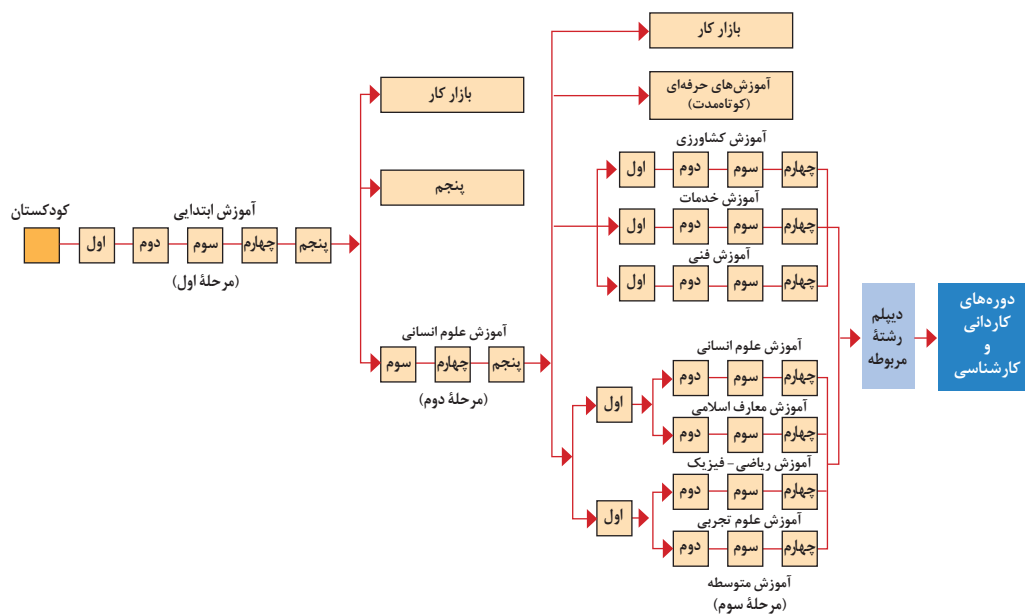 کودکستان
آموزش ابتدایی
اول
دوم
سوم
چهارم
پنجم
(مرحلهٔ اول)
بازار کار
پنجم
آموزش علوم انسانی
سوم
چهارم
پنجم
(مرحلهٔ دوم)
بازار کار
آموزش‌های حرفه‌ای
(کوتاه‌مدت)
آموزش کشاورزی
اول
دوم
سوم
چهارم
آموزش خدمات
اول
دوم
سوم
چهارم
آموزش فنی
اول
دوم
سوم
چهارم
آموزش علوم انسانی
اول
دوم
سوم
چهارم
آموزش معارف اسلامی
دوم
سوم
چهارم
آموزش ریاضی - فیزیک
اول
دوم
سوم
چهارم
آموزش علوم تجربی
دوم
سوم
چهارم
آموزش متوسطه
(مرحلهٔ سوم)
دیپلم
رشتهٔ
مربوطه
دوره‌های
کاردانی
و
کارشناسی